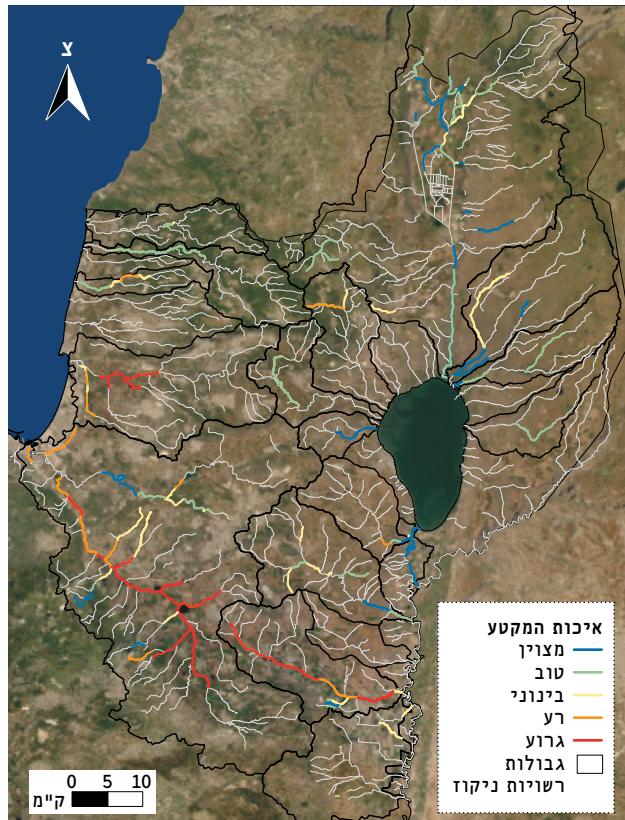 צ
איכות המקטע
מצוין
טוב
בינוני
רע
גרוע
גבולות
רשויות ניקוז
0 5 10
ק"מ